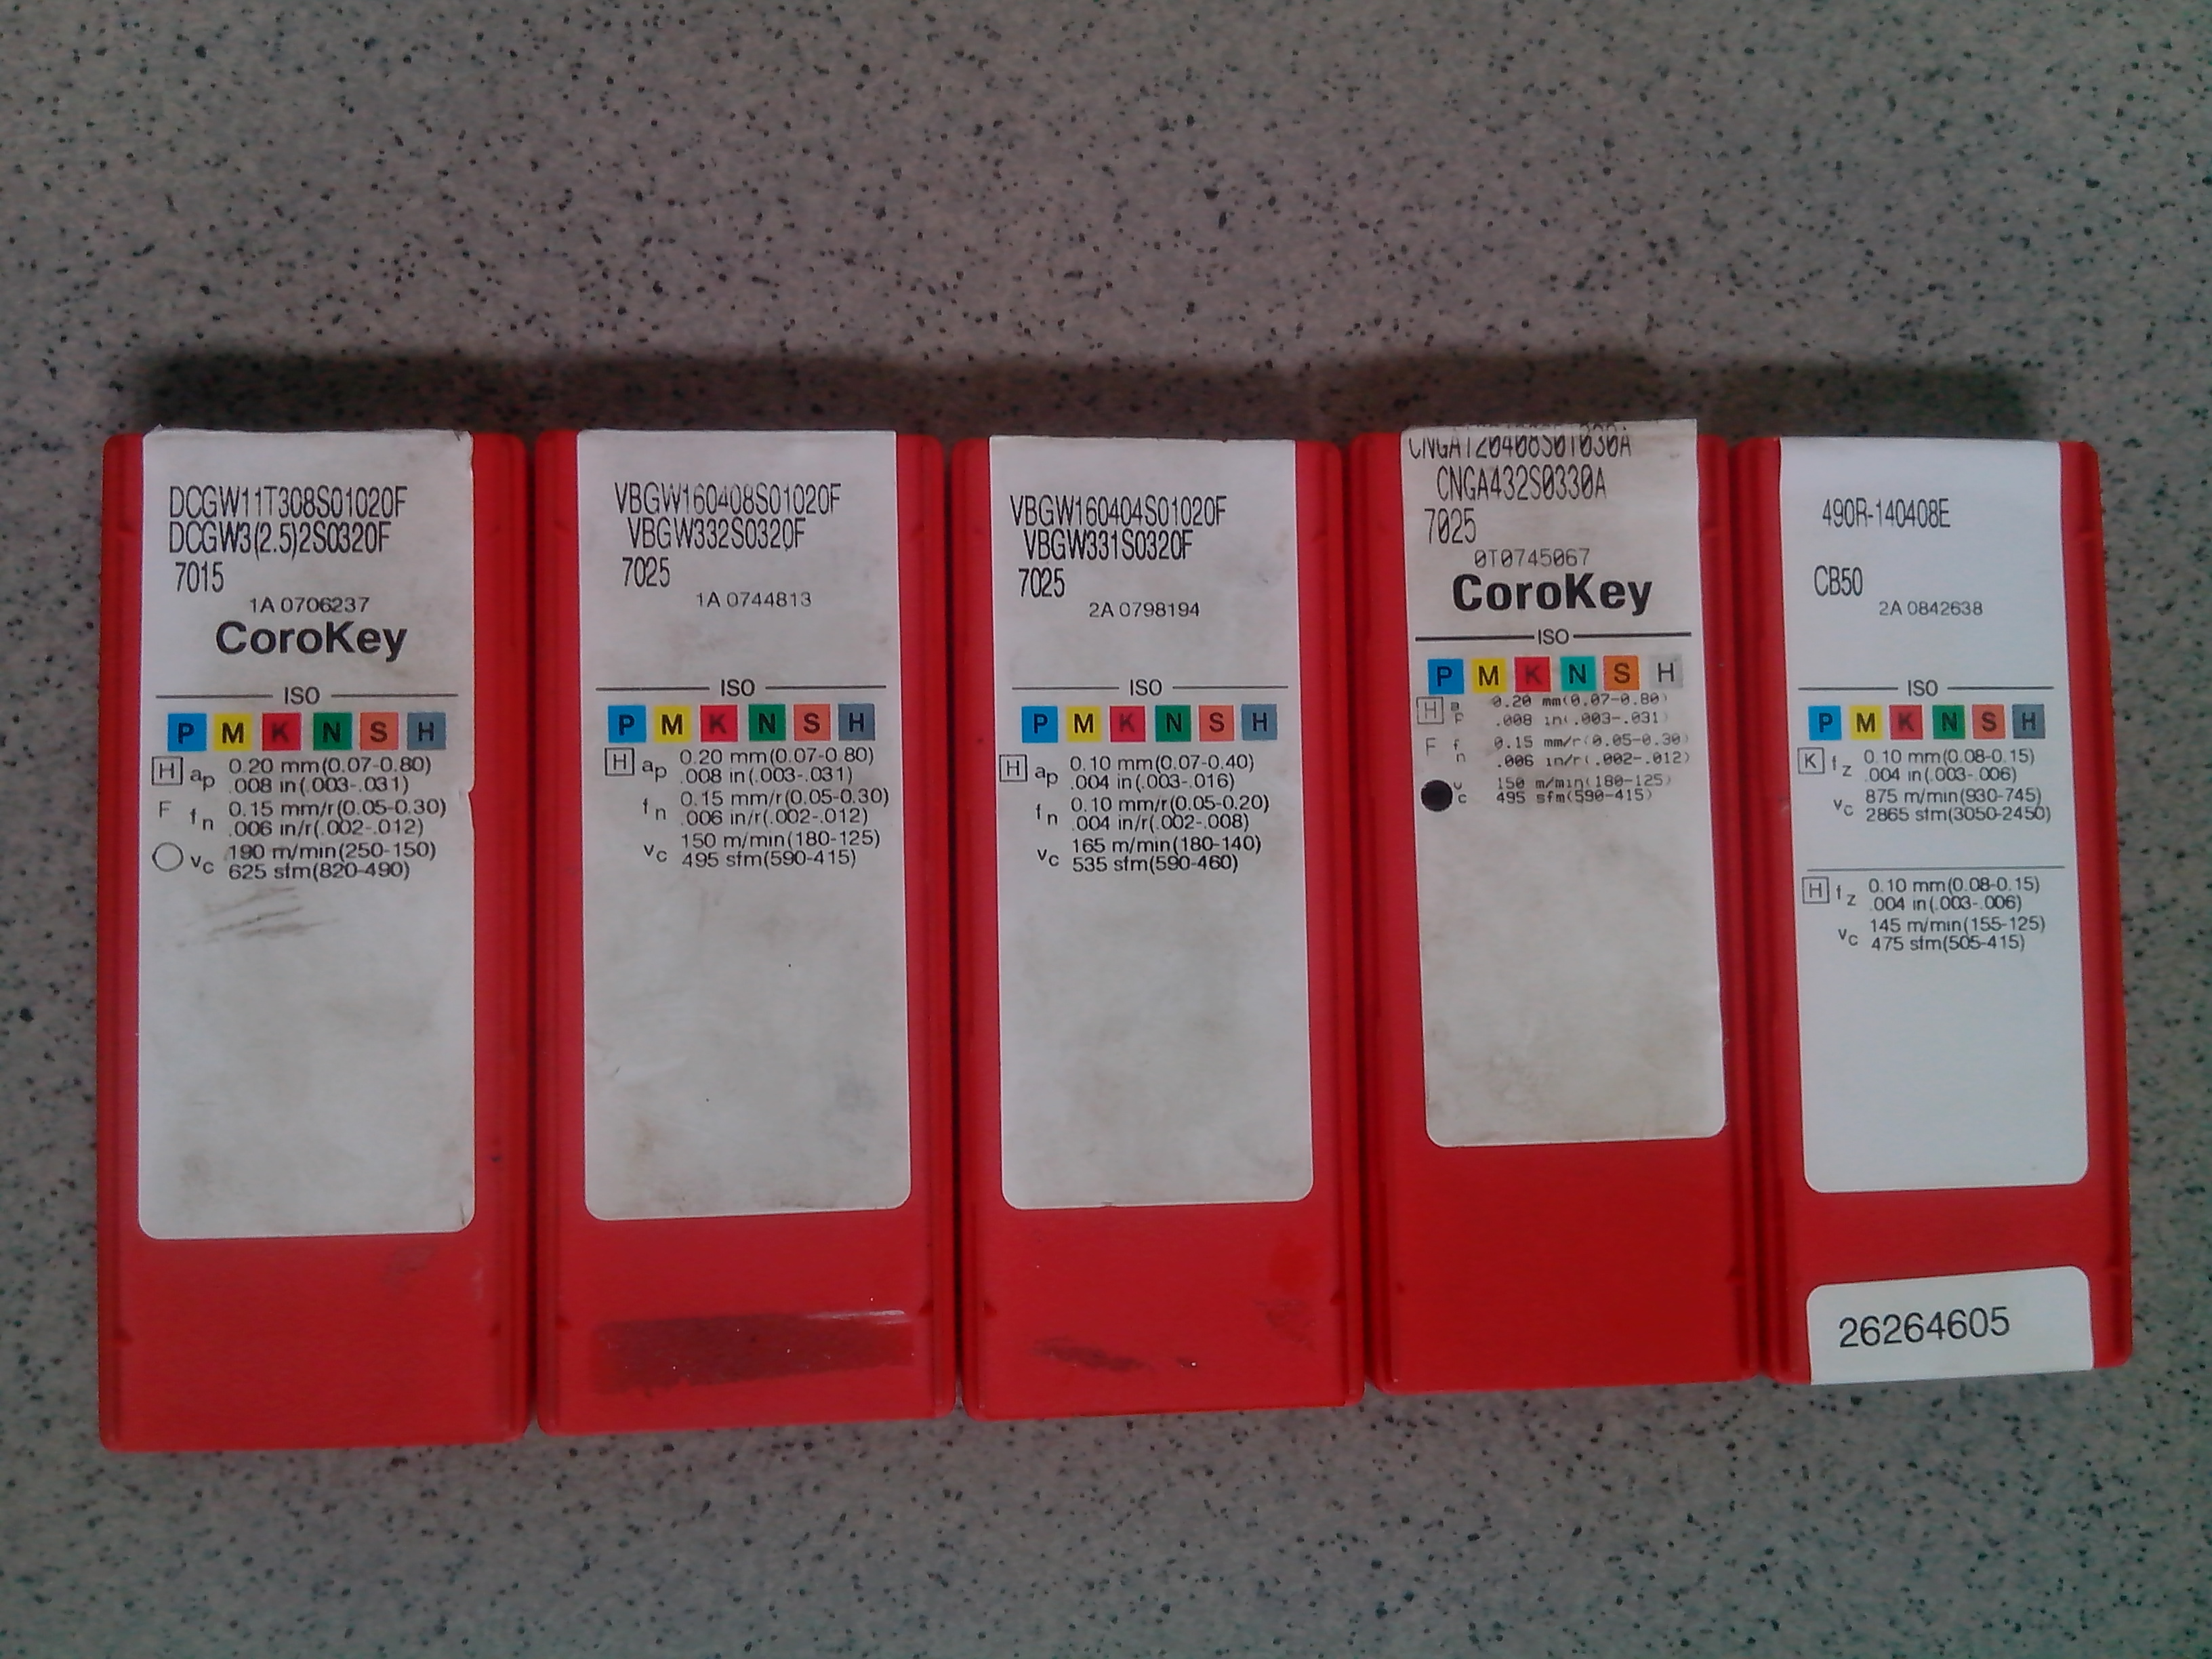 DCGW11T308S01020F
DCGW3(2.5)2S0320F
7015
1A 0706237
CoroKey
ISO
P M K N S H
H ap 0.20 mm(0.07-0.80)
.008 in(.003-.031)
F fn 0.15 mm/r(0.05-0.30)
.006 in/r(.002-.012)
vc 190 m/min(250-150)
625 sfm(820-490)
VBGW160408S01020F
VBGW332S0320F
7025
1A 0744813
ISO
P M K N S H
H ap 0.20 mm(0.07-0.80)
.008 in(.003-.031)
fn 0.15 mm/r(0.05-0.30)
.006 in/r(.002-.012)
vc 150 m/min(180-125)
495 sfm(590-415)
VBGW160404S01020F
VBGW331S0320F
7025
2A 0798194
ISO
P M K N S H
H ap 0.10 mm(0.07-0.40)
.004 in(.003-.016)
fn 0.10 mm/r(0.05-0.20)
.004 in/r(.002-.008)
vc 165 m/min(180-140)
535 sfm(590-460)
CNGA120408S01030A
CNGA432S0330A
7025
0T0745067
CoroKey
ISO
P M K N S H
H ap 0.20 mm(0.07-0.80)
.008 in(.003-.031)
F fn 0.15 mm/r(0.05-0.30)
.006 in/r(.002-.012)
vc 150 m/min(180-125)
495 sfm(590-415)
490R-140408E
CB50
2A 0842638
ISO
P M K N S H
K fz 0.10 mm(0.08-0.15)
.004 in(.003-.006)
vc 875 m/min(930-745)
2865 sfm(3050-2450)
H fz 0.10 mm(0.08-0.15)
.004 in(.003-.006)
vc 145 m/min(155-125)
475 sfm(505-415)
26264605